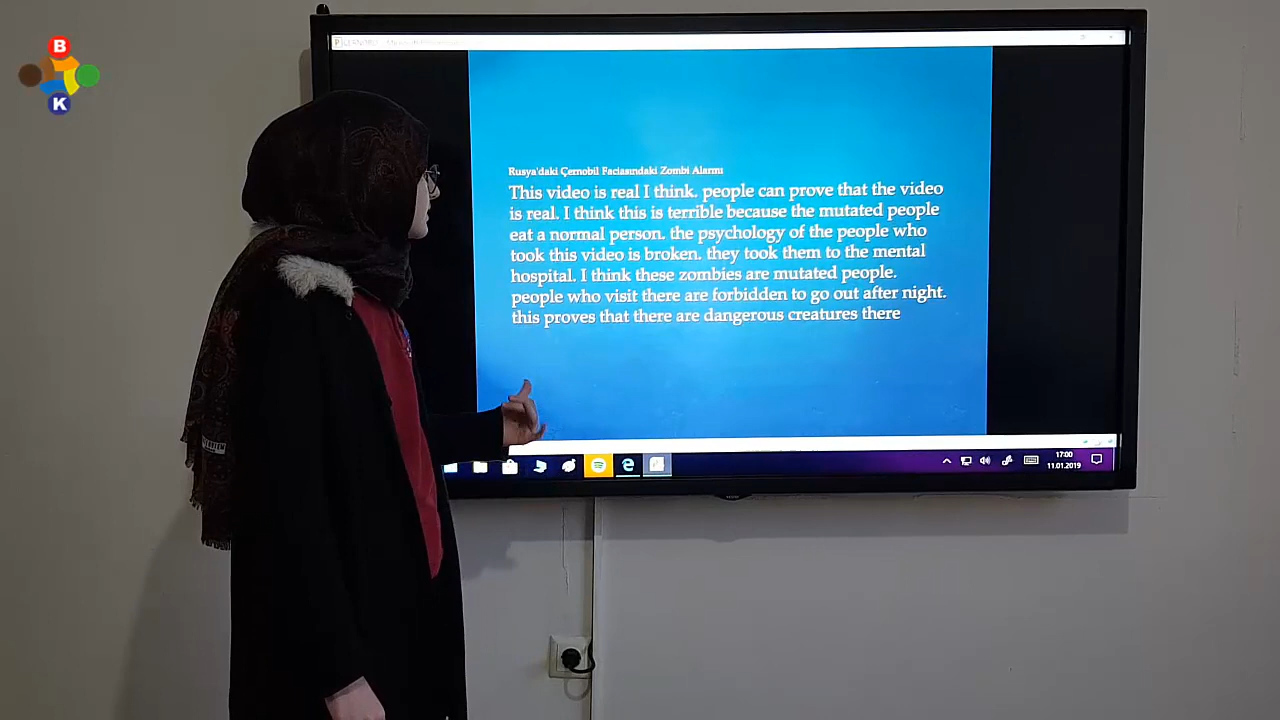 B
K
Rusya'daki Çernobil Faciasındaki Zombi Alarmı
This video is real I think. people can prove that the video
is real. I think this is terrible because the mutated people
eat a normal person. the psychology of the people who
took this video is broken. they took them to the mental
hospital. I think these zombies are mutated people.
people who visit there are forbidden to go out after night.
this proves that there are dangerous creatures there
17:00
11.01.2019